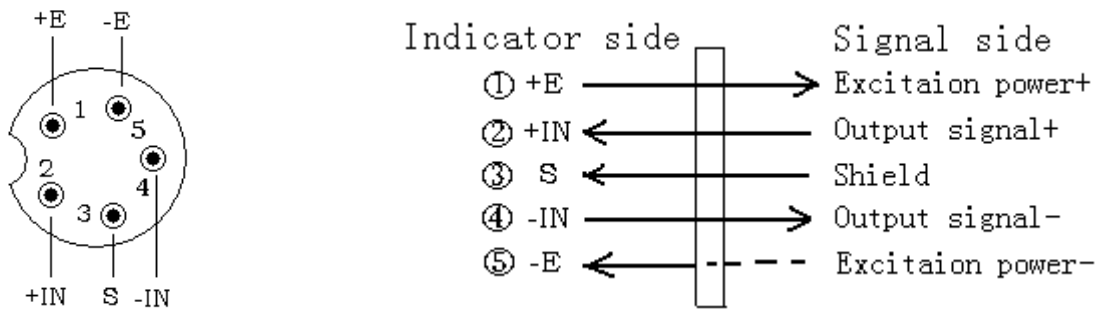 +E -E
1
5
2
4
3
+IN S -IN
Indicator side Signal side
① +E Excitaion power+
② +IN Output signal+
③ S Shield
④ -IN Output signal-
⑤ -E Excitaion power-